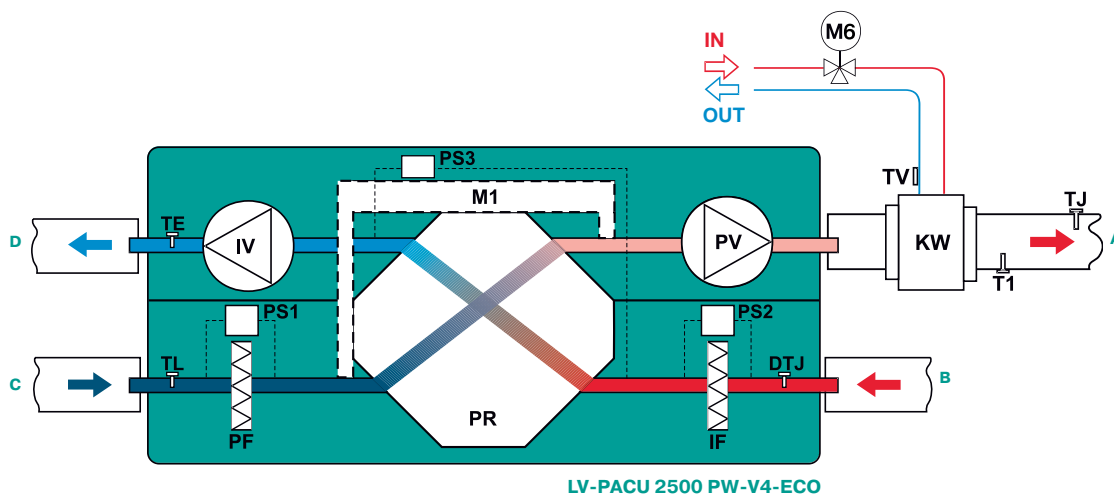 M6
IN
OUT
PS3
TV
M1
TE
TJ
D
IV
PV
KW
A
T1
PS1
PS2
TL
DTJ
C
B
PR
PF
IF
LV-PACU 2500 PW-V4-ECO